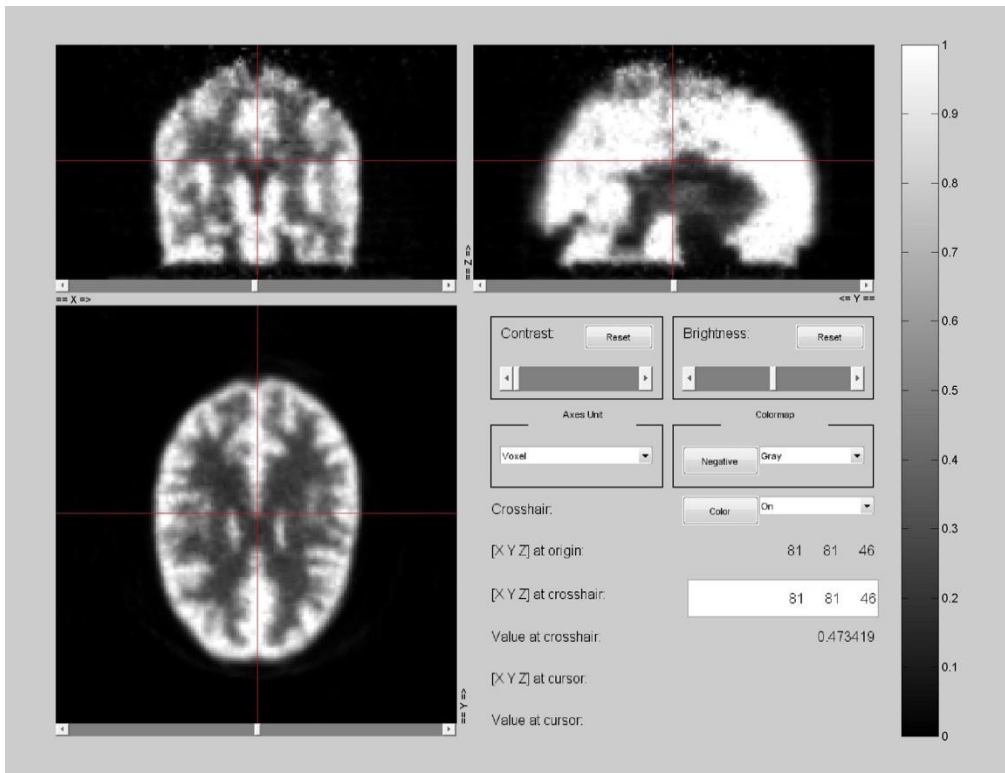 == X =>
== Z =>
<= Y ==
== Y =>
Contrast:
Reset
Brightness:
Reset
Axes Unit
Voxel
Colormap
Negative
Gray
Crosshair:
Color
On
[X Y Z] at origin:
81 81 46
[X Y Z] at crosshair:
81 81 46
Value at crosshair:
0.473419
[X Y Z] at cursor:
Value at cursor:
1
0.9
0.8
0.7
0.6
0.5
0.4
0.3
0.2
0.1
0